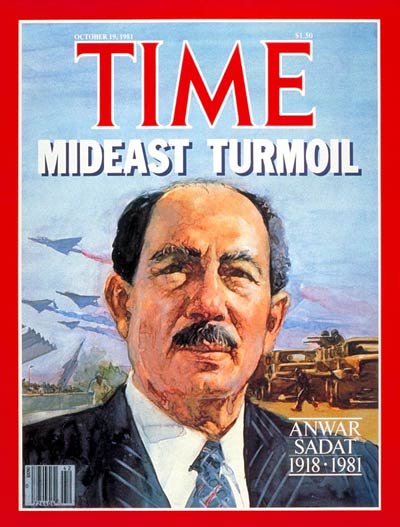 OCTOBER 19, 1981 $1.50
TIME
MIDEAST TURMOIL
ANWAR
SADAT
1918 · 1981